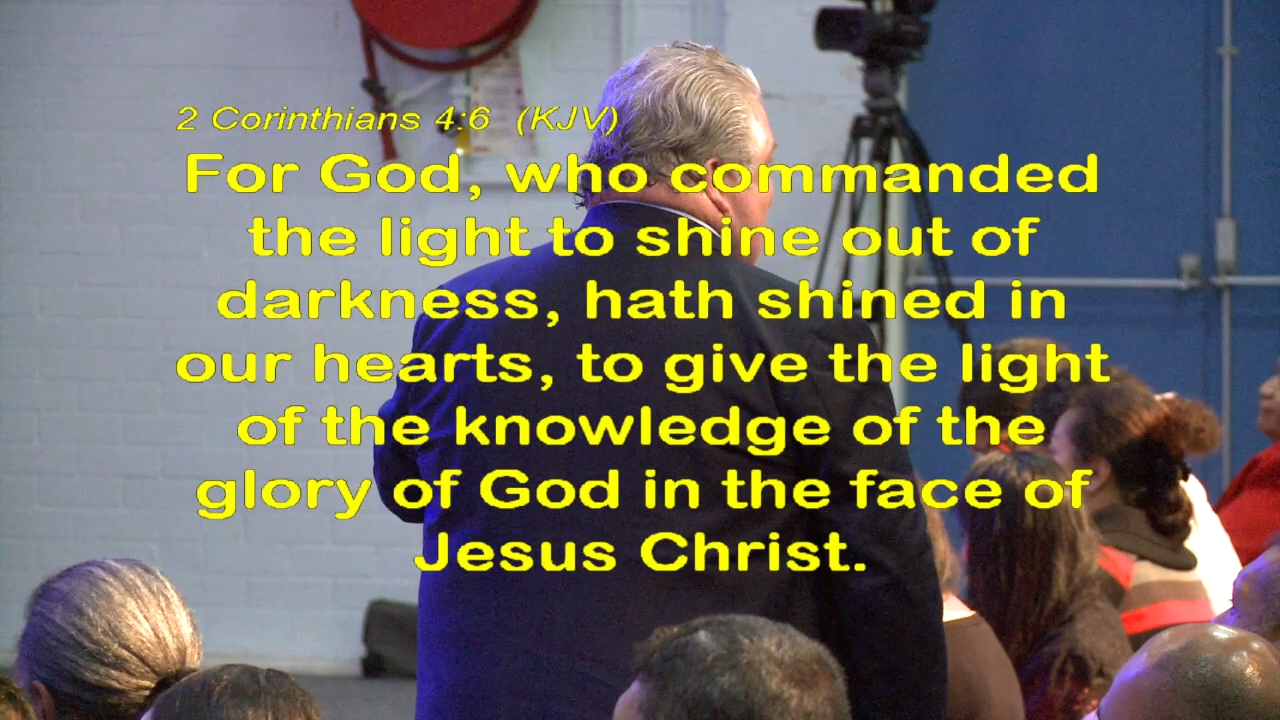 2 Corinthians 4:6 (KJV)
For God, who commanded
the light to shine out of
darkness, hath shined in
our hearts, to give the light
of the knowledge of the
glory of God in the face of
Jesus Christ.